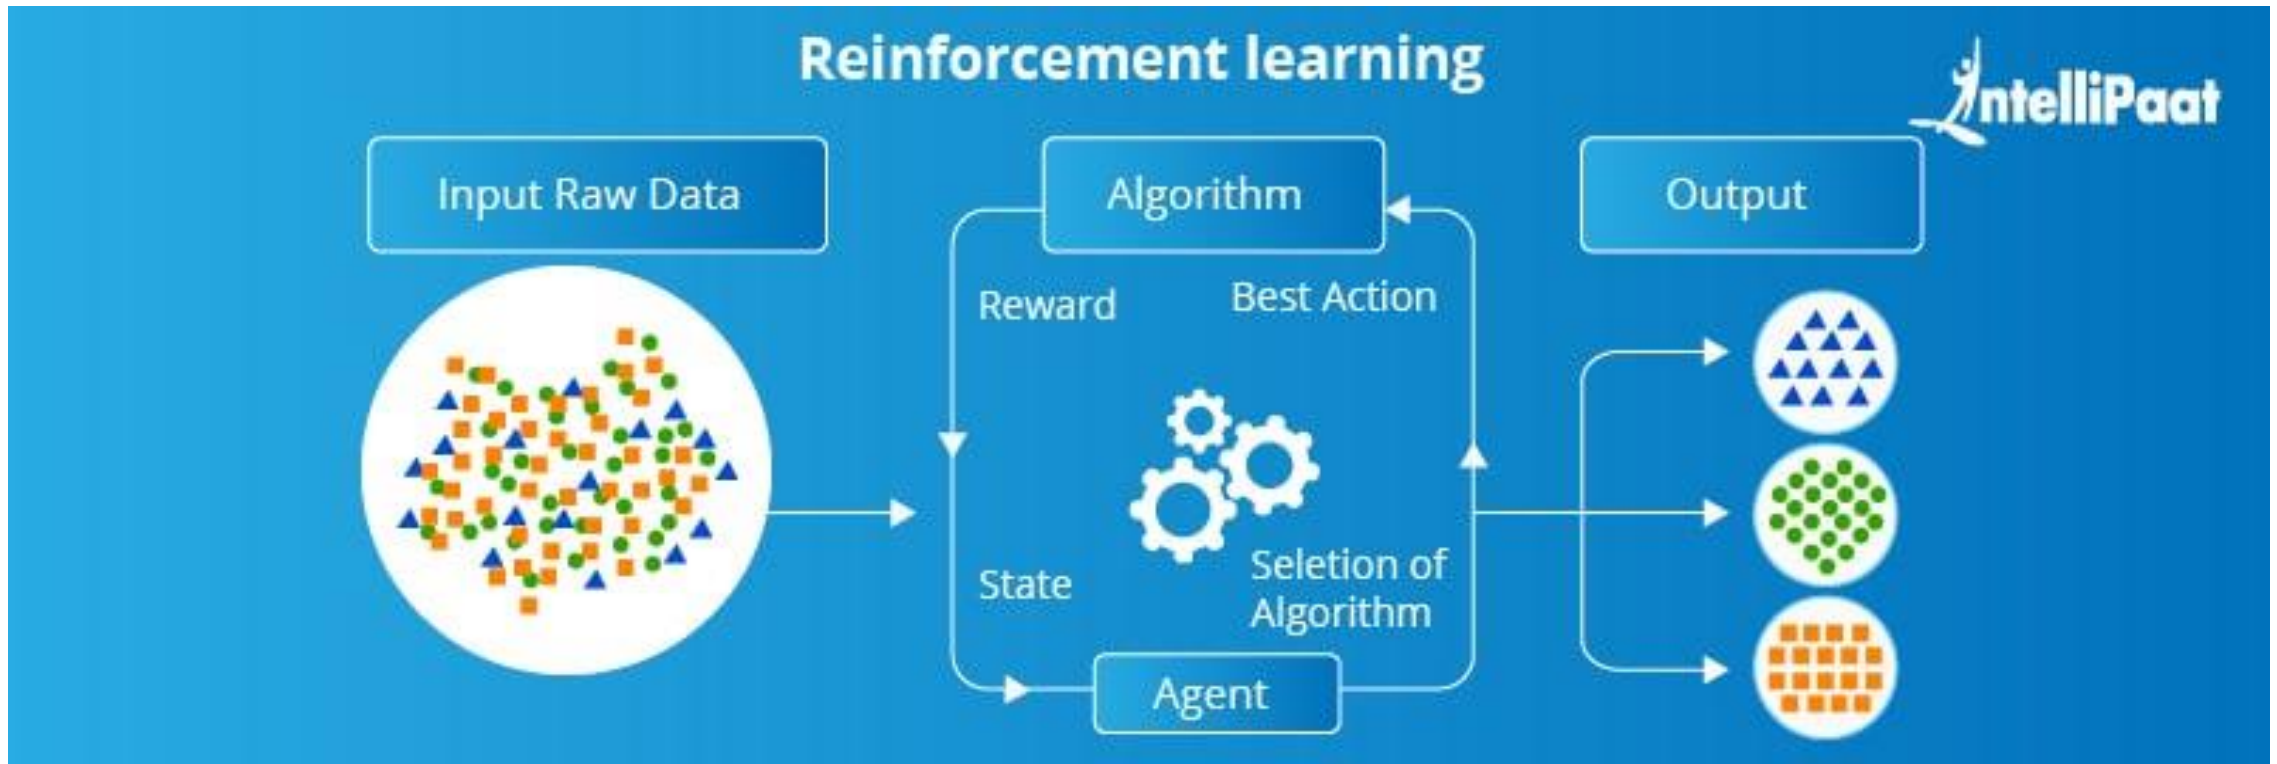 Reinforcement learning
IntelliPaat
Input Raw Data
Algorithm
Output
Reward
Best Action
State
Seletion of
Algorithm
Agent